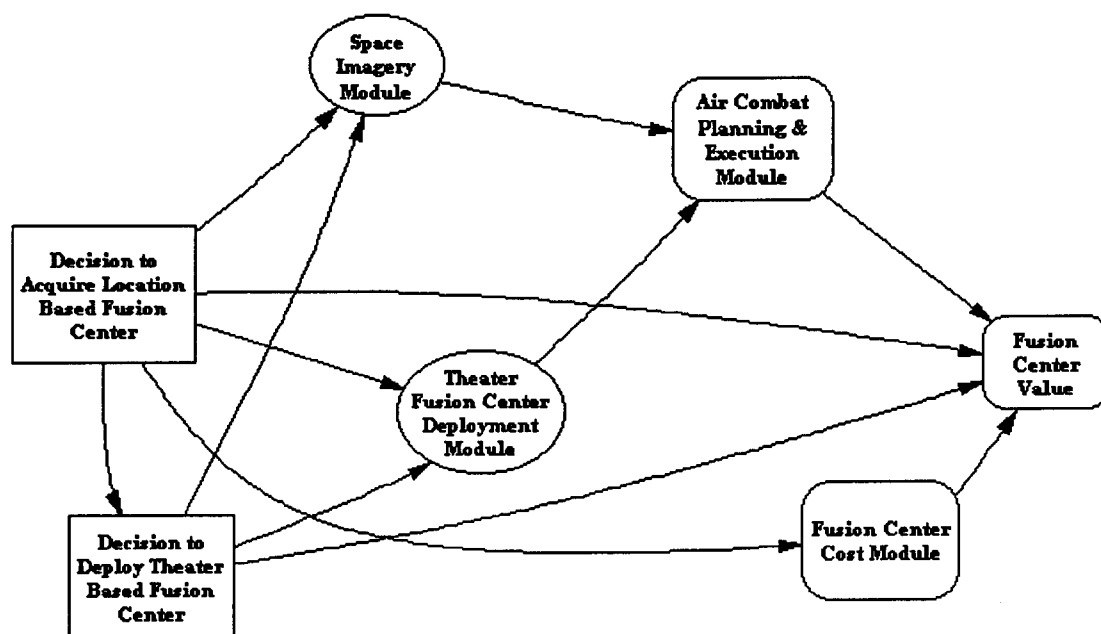 Space
Imagery
Module
Air Combat
Planning &
Execution
Module
Decision to
Acquire Location
Based Fusion
Center
Theater
Fusion Center
Deployment
Module
Fusion
Center
Value
Decision to
Deploy Theater
Based Fusion
Center
Fusion Center
Cost Module